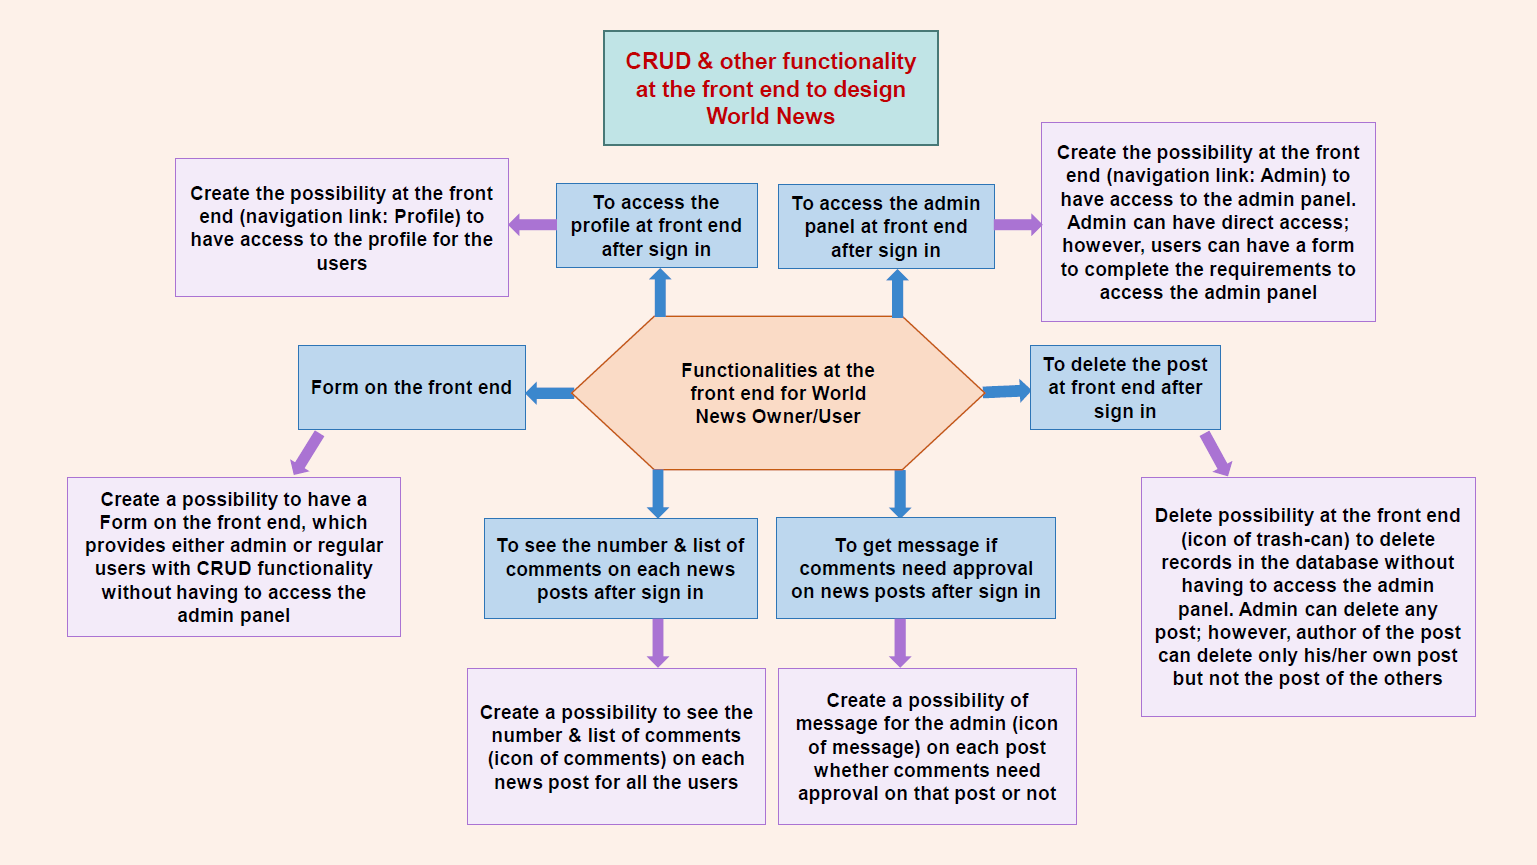 CRUD & other functionality
at the front end to design
World News
Create the possibility at the front
end (navigation link: Profile) to
have access to the profile for the
users
To access the
profile at front end
after sign in
To access the admin
panel at front end
after sign in
Create the possibility at the front
end (navigation link: Admin) to
have access to the admin panel.
Admin can have direct access;
however, users can have a form
to complete the requirements to
access the admin panel
Form on the front end
Functionalities at the
front end for World
News Owner/User
To delete the post
at front end after
sign in
Create a possibility to have a
Form on the front end, which
provides either admin or regular
users with CRUD functionality
without having to access the
admin panel
To see the number & list of
comments on each news
posts after sign in
To get message if
comments need approval
on news posts after sign in
Delete possibility at the front end
(icon of trash-can) to delete
records in the database without
having to access the admin
panel. Admin can delete any
post; however, author of the post
can delete only his/her own post
but not the post of the others
Create a possibility to see the
number & list of comments
(icon of comments) on each
news post for all the users
Create a possibility of
message for the admin (icon
of message) on each post
whether comments need
approval on that post or not